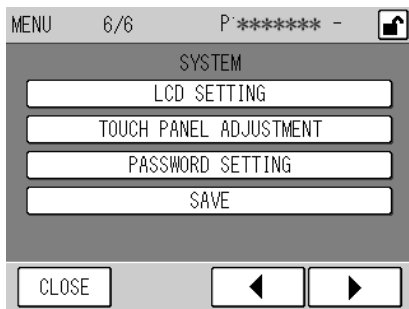 MENU 6/6 P'******* -
SYSTEM
LCD SETTING
TOUCH PANEL ADJUSTMENT
PASSWORD SETTING
SAVE
CLOSE